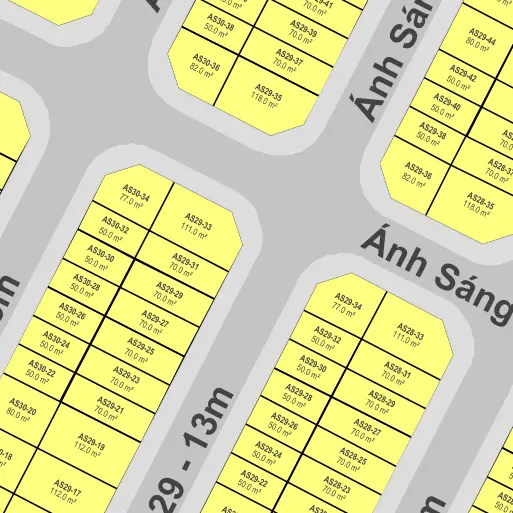 AS30-38
50.0 m²
AS30-36
82.0 m²
AS29-39
70.0 m²
AS29-37
70.0 m²
AS29-35
118.0 m²
Ánh Sán
AS29-44
AS29-42
50.0 m²
AS29-40
50.0 m²
AS29-38
50.0 m²
AS29-36
82.0 m²
AS28-35
118.0 m²
AS30-34
77.0 m²
AS29-33
111.0 m²
AS30-32
50.0 m²
AS29-31
70.0 m²
AS30-30
50.0 m²
AS29-29
70.0 m²
AS30-28
50.0 m²
AS29-27
70.0 m²
AS30-26
50.0 m²
AS29-25
70.0 m²
AS30-24
50.0 m²
AS29-23
70.0 m²
AS30-22
50.0 m²
AS29-21
70.0 m²
AS30-20
80.0 m²
AS29-19
112.0 m²
AS29-17
112.0 m²
29 - 13m
Ánh Sáng
AS29-34
77.0 m²
AS28-33
111.0 m²
AS29-32
50.0 m²
AS28-31
70.0 m²
AS29-30
50.0 m²
AS28-29
70.0 m²
AS29-28
50.0 m²
AS28-27
70.0 m²
AS29-26
50.0 m²
AS28-25
70.0 m²
AS29-24
50.0 m²
AS28-23
70.0 m²
AS29-22
50.0 m²